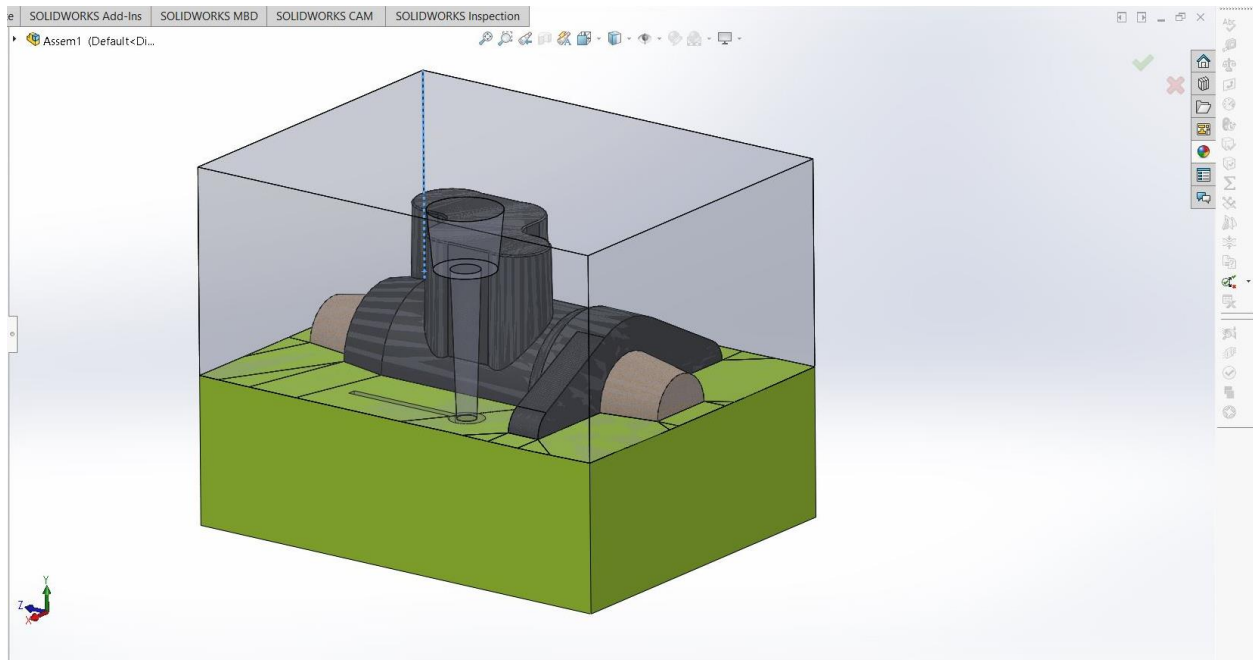 e SOLIDWORKS Add-Ins SOLIDWORKS MBD SOLIDWORKS CAM SOLIDWORKS Inspection
Assem1 (Default<Di...
Y
Z
X